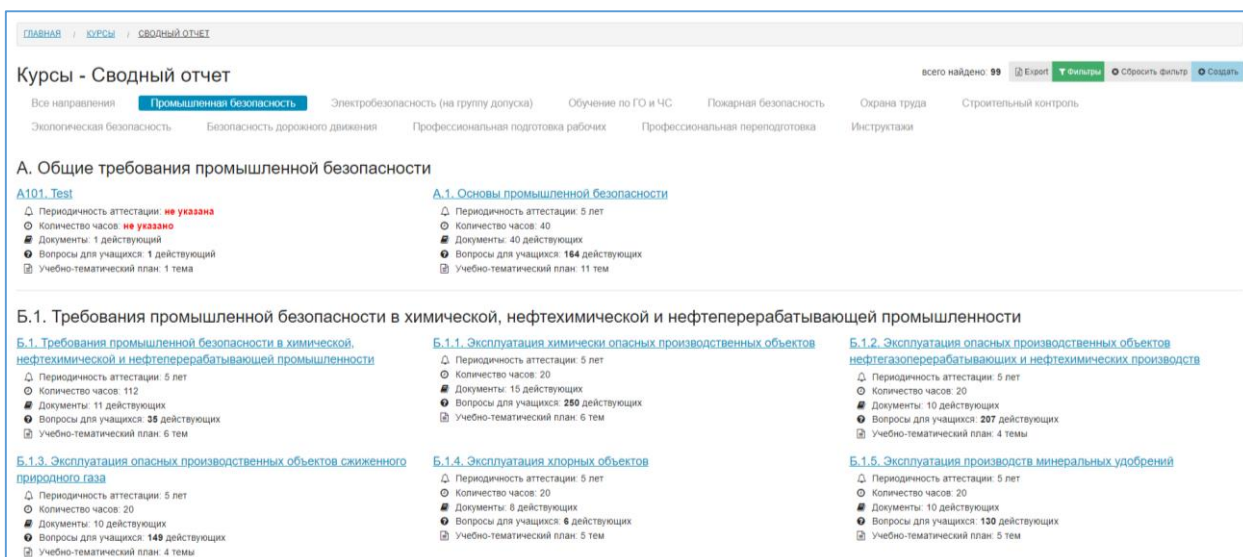 ГЛАВНАЯ / КУРСЫ / СВОДНЫЙ ОТЧЕТ
Курсы - Сводный отчет
всего найдено: 99 Export Фильтры Сбросить фильтр Создать
Все направления Промышленная безопасность Электробезопасность (на группу допуска) Обучение по ГО и ЧС Пожарная безопасность Охрана труда Строительный контроль
Экологическая безопасность Безопасность дорожного движения Профессиональная подготовка рабочих Профессиональная переподготовка Инструктажи
А. Общие требования промышленной безопасности
А101. Test
Периодичность аттестации: не указана
Количество часов: не указано
Документы: 1 действующий
Вопросы для учащихся: 1 действующий
Учебно-тематический план: 1 тема
А.1. Основы промышленной безопасности
Периодичность аттестации: 5 лет
Количество часов: 40
Документы: 40 действующих
Вопросы для учащихся: 164 действующих
Учебно-тематический план: 11 тем
Б.1. Требования промышленной безопасности в химической, нефтехимической и нефтеперерабатывающей промышленности
Б.1. Требования промышленной безопасности в химической,
нефтехимической и нефтеперерабатывающей промышленности
Периодичность аттестации: 5 лет
Количество часов: 112
Документы: 11 действующих
Вопросы для учащихся: 35 действующих
Учебно-тематический план: 6 тем
Б.1.1. Эксплуатация химически опасных производственных объектов
Периодичность аттестации: 5 лет
Количество часов: 20
Документы: 15 действующих
Вопросы для учащихся: 250 действующих
Учебно-тематический план: 6 тем
Б.1.2. Эксплуатация опасных производственных объектов
нефтегазоперерабатывающих и нефтехимических производств
Периодичность аттестации: 5 лет
Количество часов: 20
Документы: 10 действующих
Вопросы для учащихся: 207 действующих
Учебно-тематический план: 4 темы
Б.1.3. Эксплуатация опасных производственных объектов сжиженного
природного газа
Периодичность аттестации: 5 лет
Количество часов: 20
Документы: 10 действующих
Вопросы для учащихся: 149 действующих
Учебно-тематический план: 4 темы
Б.1.4. Эксплуатация хлорных объектов
Периодичность аттестации: 5 лет
Количество часов: 20
Документы: 8 действующих
Вопросы для учащихся: 6 действующих
Учебно-тематический план: 5 тем
Б.1.5. Эксплуатация производств минеральных удобрений
Периодичность аттестации: 5 лет
Количество часов: 20
Документы: 10 действующих
Вопросы для учащихся: 130 действующих
Учебно-тематический план: 5 тем